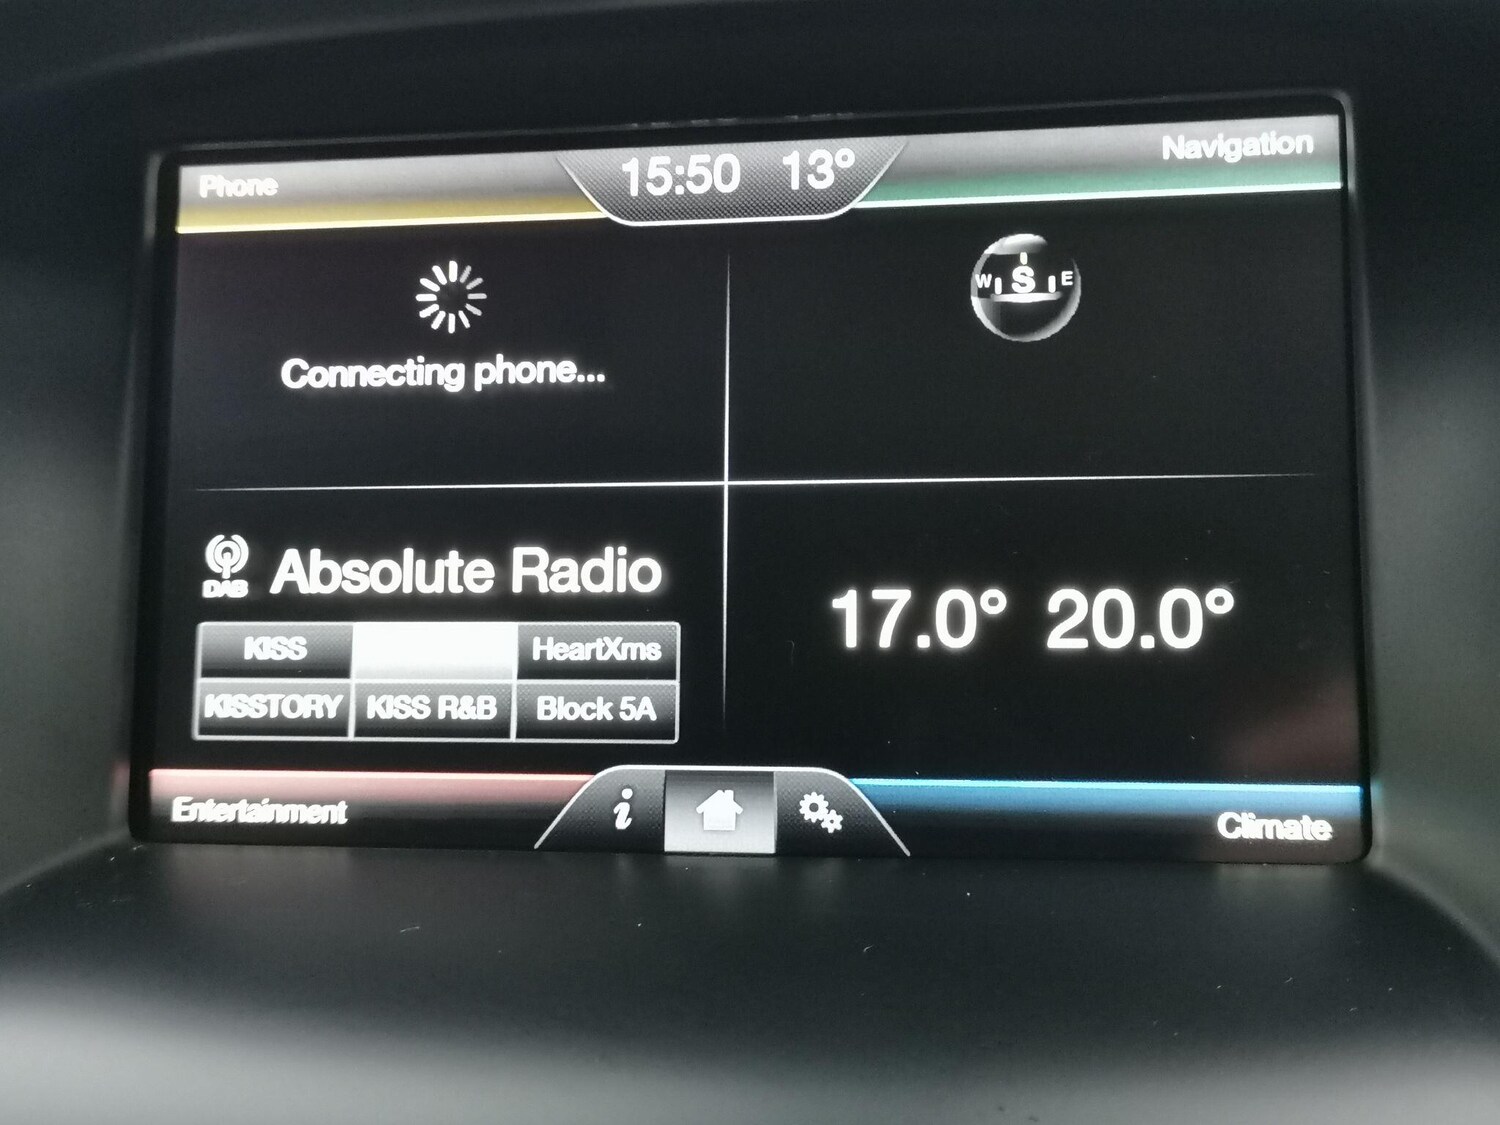 Phone
15:50 13°
Navigation
Connecting phone...
W S E
DAB
Absolute Radio
KISS HeartXms
KISSTORY KISS R&B Block 5A
17.0° 20.0°
Entertainment
i
Climate